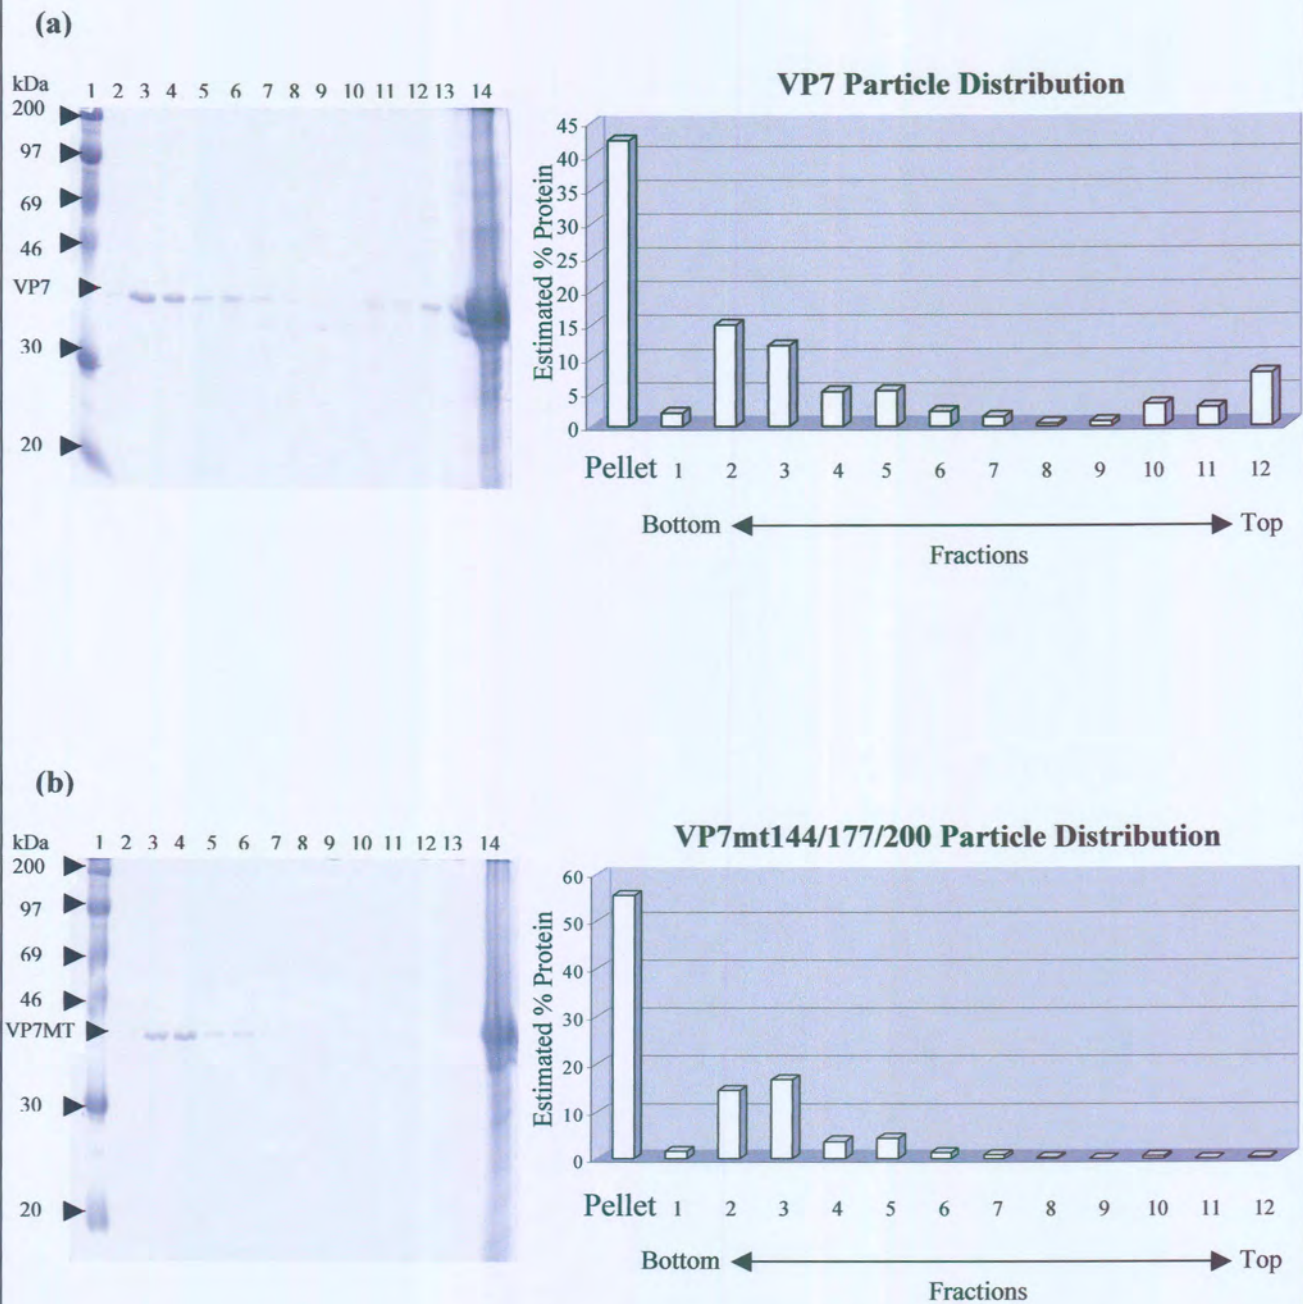 (a)
kDa
1 2 3 4 5 6 7 8 9 10 11 12 13 14
200
97
69
46
VP7
30
20
VP7 Particle Distribution
Estimated % Protein
45
40
35
30
25
20
15
10
5
0
Pellet 1 2 3 4 5 6 7 8 9 10 11 12
Bottom Top
Fractions
(b)
kDa
1 2 3 4 5 6 7 8 9 10 11 12 13 14
200
97
69
46
VP7MT
30
20
VP7mt144/177/200 Particle Distribution
Estimated % Protein
60
50
40
30
20
10
0
Pellet 1 2 3 4 5 6 7 8 9 10 11 12
Bottom Top
Fractions